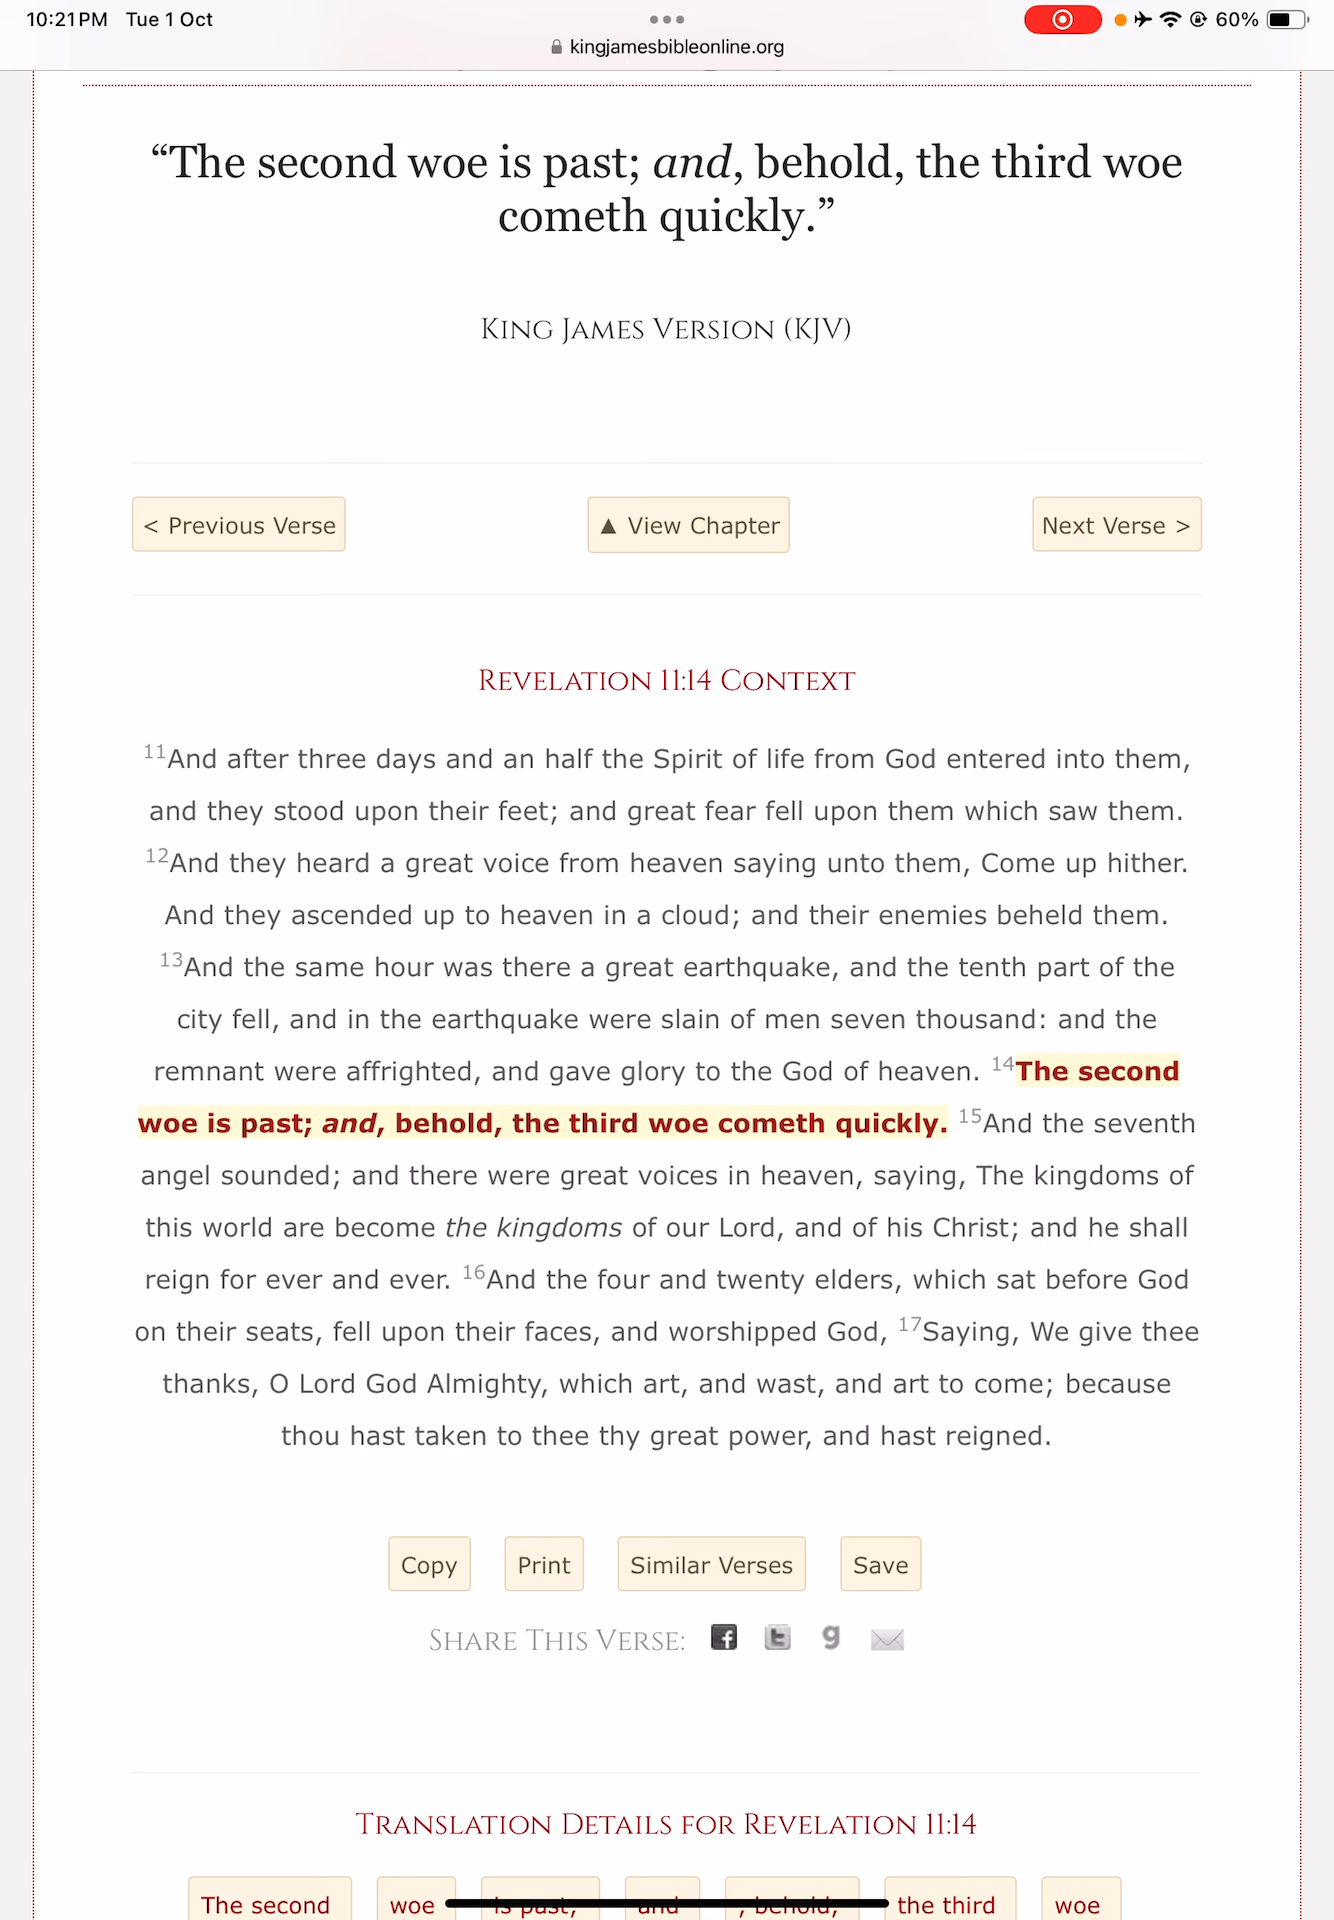 10:21 PM Tue 1 Oct
60%
kingjamesbibleonline.org
“The second woe is past; and, behold, the third woe
cometh quickly.”
King James Version (KJV)
< Previous Verse
▲ View Chapter
Next Verse >
Revelation 11:14 Context
11And after three days and an half the Spirit of life from God entered into them,
and they stood upon their feet; and great fear fell upon them which saw them.
12And they heard a great voice from heaven saying unto them, Come up hither.
And they ascended up to heaven in a cloud; and their enemies beheld them.
13And the same hour was there a great earthquake, and the tenth part of the
city fell, and in the earthquake were slain of men seven thousand: and the
remnant were affrighted, and gave glory to the God of heaven. 14The second
woe is past; and, behold, the third woe cometh quickly. 15And the seventh
angel sounded; and there were great voices in heaven, saying, The kingdoms of
this world are become the kingdoms of our Lord, and of his Christ; and he shall
reign for ever and ever. 16And the four and twenty elders, which sat before God
on their seats, fell upon their faces, and worshipped God, 17Saying, We give thee
thanks, O Lord God Almighty, which art, and wast, and art to come; because
thou hast taken to thee thy great power, and hast reigned.
Copy
Print
Similar Verses
Save
Share This Verse:
Translation Details for Revelation 11:14
The second
woe
is past;
and
, behold,
the third
woe